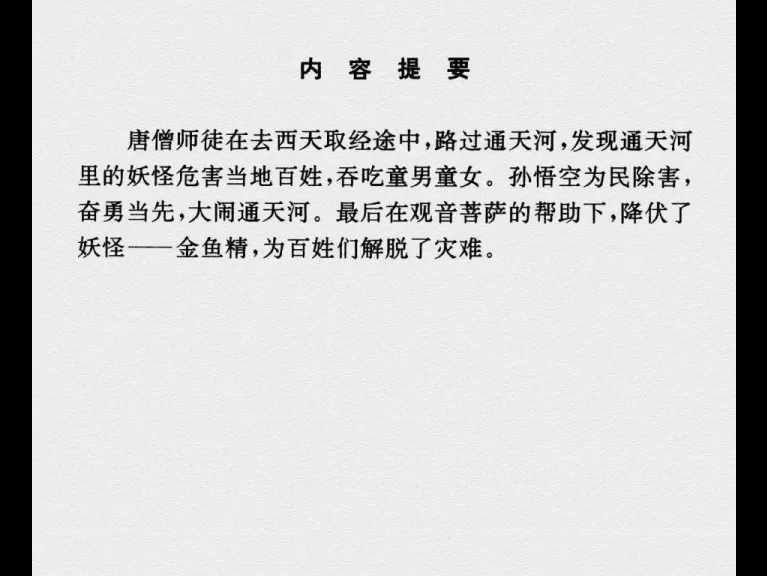 内 容 提 要
唐僧师徒在去西天取经途中,路过通天河,发现通天河
里的妖怪危害当地百姓,吞吃童男童女。孙悟空为民除害,
奋勇当先,大闹通天河。最后在观音菩萨的帮助下,降伏了
妖怪——金鱼精,为百姓们解脱了灾难。